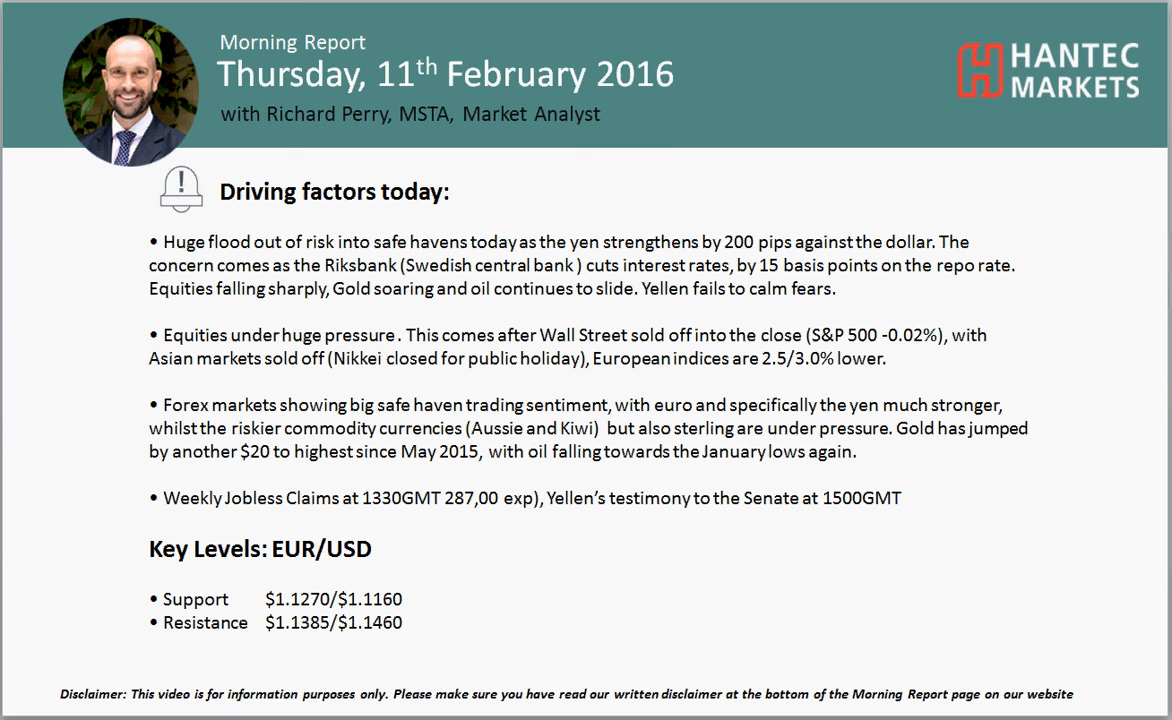 Morning Report
Thursday, 11th February 2016
with Richard Perry, MSTA, Market Analyst
HANTEC
MARKETS
Driving factors today:
• Huge flood out of risk into safe havens today as the yen strengthens by 200 pips against the dollar. The
concern comes as the Riksbank (Swedish central bank ) cuts interest rates, by 15 basis points on the repo rate.
Equities falling sharply, Gold soaring and oil continues to slide. Yellen fails to calm fears.
• Equities under huge pressure . This comes after Wall Street sold off into the close (S&P 500 -0.02%), with
Asian markets sold off (Nikkei closed for public holiday), European indices are 2.5/3.0% lower.
• Forex markets showing big safe haven trading sentiment, with euro and specifically the yen much stronger,
whilst the riskier commodity currencies (Aussie and Kiwi)  but also sterling are under pressure. Gold has jumped
by another $20 to highest since May 2015, with oil falling towards the January lows again.
• Weekly Jobless Claims at 1330GMT 287,00 exp), Yellen's testimony to the Senate at 1500GMT
Key Levels: EUR/USD
• Support $1.1270/$1.1160
• Resistance $1.1385/$1.1460
Disclaimer: This video is for information purposes only. Please make sure you have read our written disclaimer at the bottom of the Morning Report page on our website